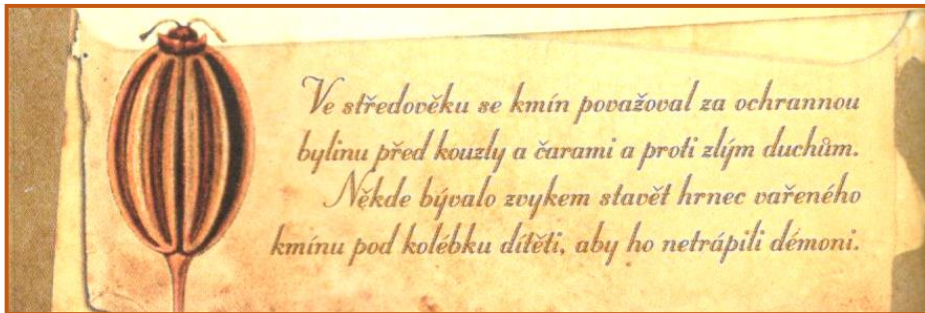 Ve středověku se kmín považoval za ochrannou
bylinu před kouzly a čarami a proti zlým duchům.
Někde bývalo zvykem stavět hrnec vařeného
kmínu pod kolébku dítěti, aby ho netrápili démoni.